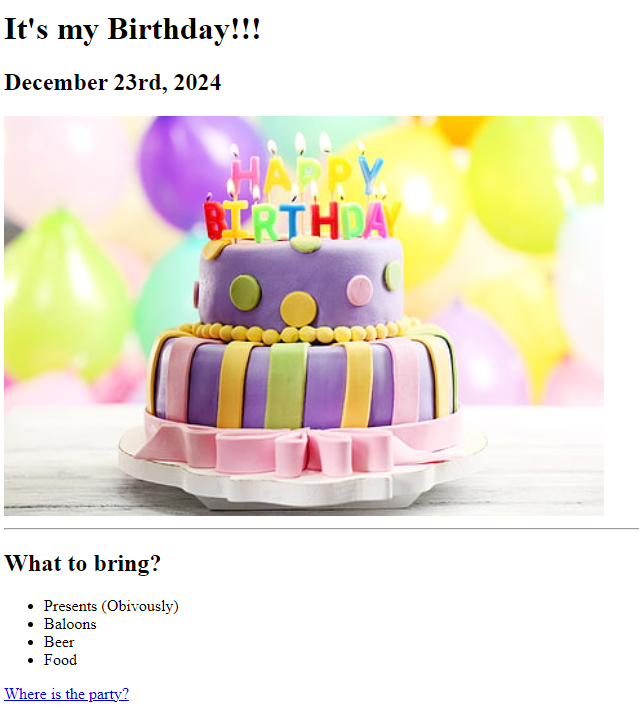 It's my Birthday!!!
December 23rd, 2024
HAPPY
BIRTHDAY
What to bring?
Presents (Obivously)
Baloons
Beer
Food
Where is the party?